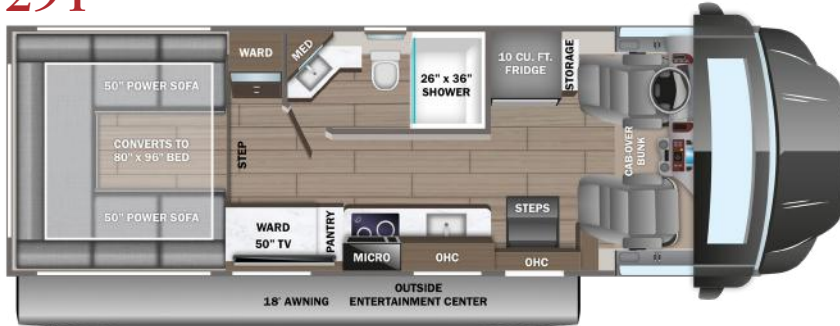 291
50" POWER SOFA
CONVERTS TO
80" x 96" BED
50" POWER SOFA
WARD
MED
26" x 36"
SHOWER
10 CU. FT.
FRIDGE
STORAGE
CAB-OVER
BUNK
STEP
WARD
50" TV
PANTRY
MICRO
OHC
STEPS
OHC
18' AWNING
OUTSIDE
ENTERTAINMENT CENTER